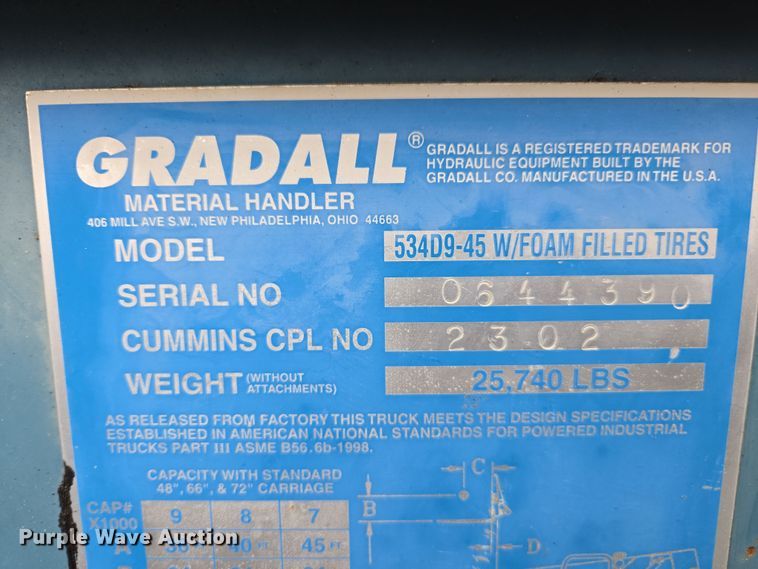 GRADALL®
GRADALL IS A REGISTERED TRADEMARK FOR
HYDRAULIC EQUIPMENT BUILT BY THE
GRADALL CO. MANUFACTURED IN THE U.S.A.
MATERIAL HANDLER
406 MILL AVE S.W., NEW PHILADELPHIA, OHIO 44663
MODEL 534D9-45 W/FOAM FILLED TIRES
SERIAL NO 0644390
CUMMINS CPL NO 2302
WEIGHT (WITHOUT ATTACHMENTS) 25,740 LBS
AS RELEASED FROM FACTORY THIS TRUCK MEETS THE DESIGN SPECIFICATIONS
ESTABLISHED IN AMERICAN NATIONAL STANDARDS FOR POWERED INDUSTRIAL
TRUCKS PART III ASME B56.6b-1998.
CAPACITY WITH STANDARD
48", 66", & 72" CARRIAGE
CAP# X1000 9 8 7
A 40 FT. 45 FT.
C
B
D
Purple Wave Auction